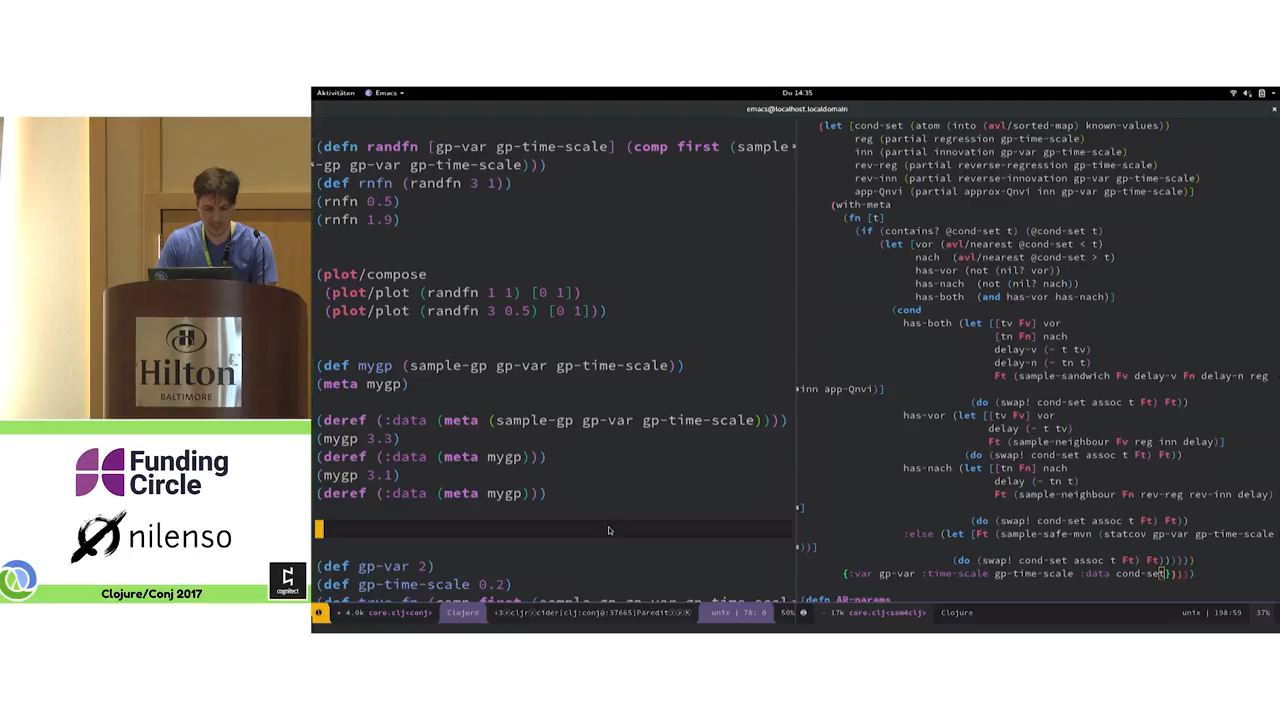 Aktivitäten
Emacs
Do 14:35
emacs@localhost.localdomain
(defn randfn [gp-var gp-time-scale] (comp first (sample
-gp gp-var gp-time-scale)))
(def rnfn (randfn 3 1))
(rnfn 0.5)
(rnfn 1.9)
(plot/compose
(plot/plot (randfn 1 1) [0 1])
(plot/plot (randfn 3 0.5) [0 1]))
(def mygp (sample-gp gp-var gp-time-scale))
(meta mygp)
(deref (:data (meta (sample-gp gp-var gp-time-scale))))
(mygp 3.3)
(deref (:data (meta mygp)))
(mygp 3.1)
(deref (:data (meta mygp)))
(def gp-var 2)
(def gp-time-scale 0.2)
4.0k core.clj<conj>
Clojure
unix | 78: 0
50%
(let [cond-set (atom (into (avl/sorted-map) known-values))
reg (partial regression gp-time-scale)
inn (partial innovation gp-var gp-time-scale)
rev-reg (partial reverse-regression gp-time-scale)
rev-inn (partial reverse-innovation gp-var gp-time-scale)
app-Qnvi (partial approx-Qnvi inn gp-var gp-time-scale)]
(with-meta
(fn [t]
(if (contains? @cond-set t) (@cond-set t)
(let [vor (avl/nearest @cond-set < t)
nach (avl/nearest @cond-set > t)
has-vor (not (nil? vor))
has-nach (not (nil? nach))
has-both (and has-vor has-nach)]
(cond
has-both (let [[tv Fv] vor
[tn Fn] nach
delay-v (- t tv)
delay-n (- tn t)
Ft (sample-sandwich Fv delay-v Fn delay-n reg
inn app-Qnvi)]
(do (swap! cond-set assoc t Ft) Ft))
has-vor (let [[tv Fv] vor
delay (- t tv)
Ft (sample-neighbour Fv reg inn delay)]
(do (swap! cond-set assoc t Ft) Ft))
has-nach (let [[tn Fn] nach
delay (- tn t)
Ft (sample-neighbour Fn rev-reg rev-inn delay)
]
(do (swap! cond-set assoc t Ft) Ft))
:else (let [Ft (sample-safe-mvn (statcov gp-var gp-time-scale
))]
(do (swap! cond-set assoc t Ft) Ft))))))
{:var gp-var :time-scale gp-time-scale :data cond-set})))
(defn AR-params
17k core.clj<ssm4clj>
Clojure
unix | 198:59
37%
Hilton
BALTIMORE
Funding
Circle
nilenso
Clojure/Conj 2017
cognitect